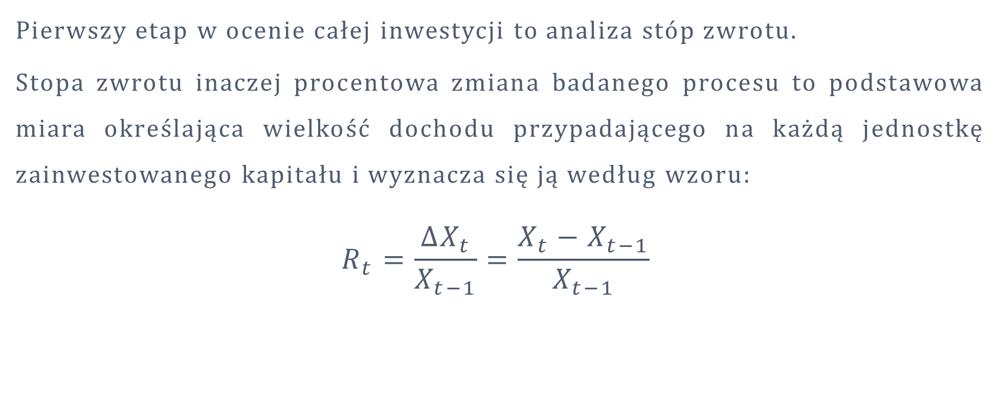 Pierwszy etap w ocenie całej inwestycji to analiza stóp zwrotu.
Stopa zwrotu inaczej procentowa zmiana badanego procesu to podstawowa
miara określająca wielkość dochodu przypadającego na każdą jednostkę
zainwestowanego kapitału i wyznacza się ją według wzoru:
$R_t = \frac{\Delta X_t}{X_{t-1}} = \frac{X_t - X_{t-1}}{X_{t-1}}$